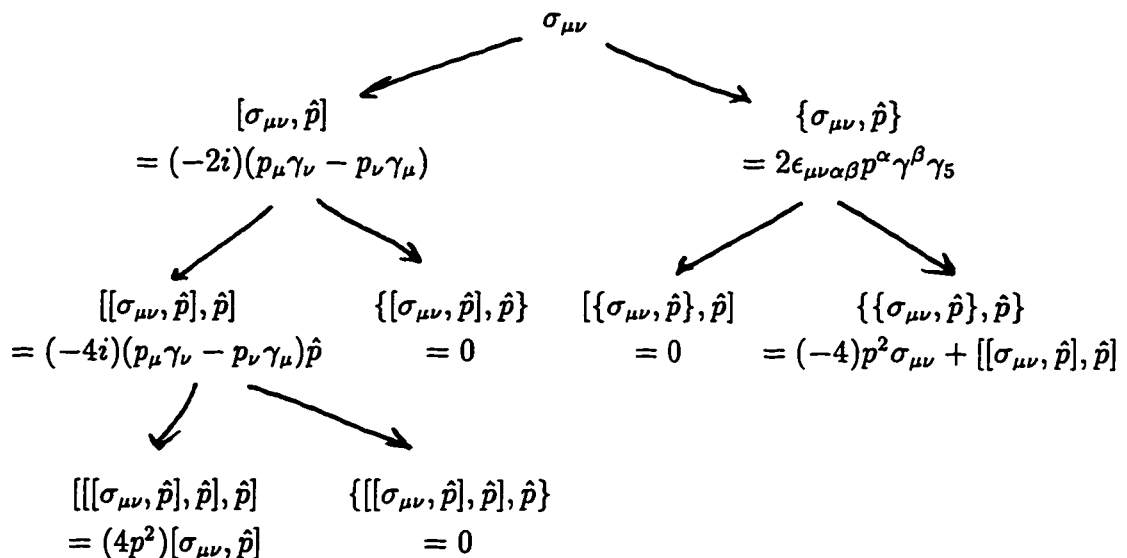 σ_{μν}
[σ_{μν}, p̂] {σ_{μν}, p̂}
= (−2i)(p_μγ_ν − p_νγ_μ) = 2ϵ_{μναβ}p^αγ^βγ_5
[[σ_{μν}, p̂], p̂] {[σ_{μν}, p̂], p̂} [{σ_{μν}, p̂}, p̂] {{σ_{μν}, p̂}, p̂}
= (−4i)(p_μγ_ν − p_νγ_μ)p̂ = 0 = 0 = (−4)p^2σ_{μν} + [[σ_{μν}, p̂], p̂]
[[[σ_{μν}, p̂], p̂], p̂] {[[σ_{μν}, p̂], p̂], p̂}
= (4p^2)[σ_{μν}, p̂] = 0